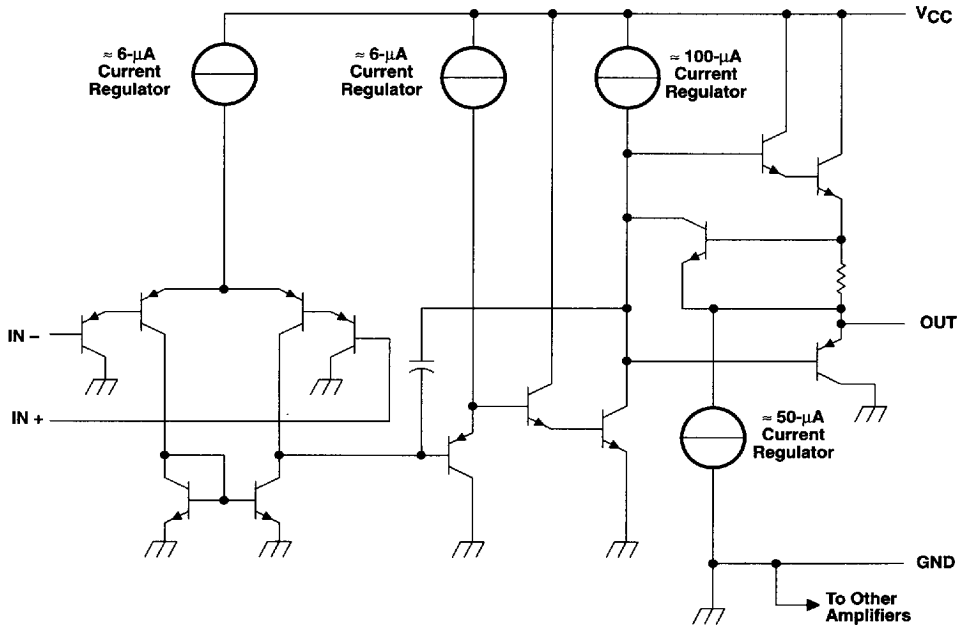 VCC
≈ 6-µA
Current
Regulator
≈ 6-µA
Current
Regulator
≈ 100-µA
Current
Regulator
IN –
OUT
IN +
≈ 50-µA
Current
Regulator
GND
To Other
Amplifiers